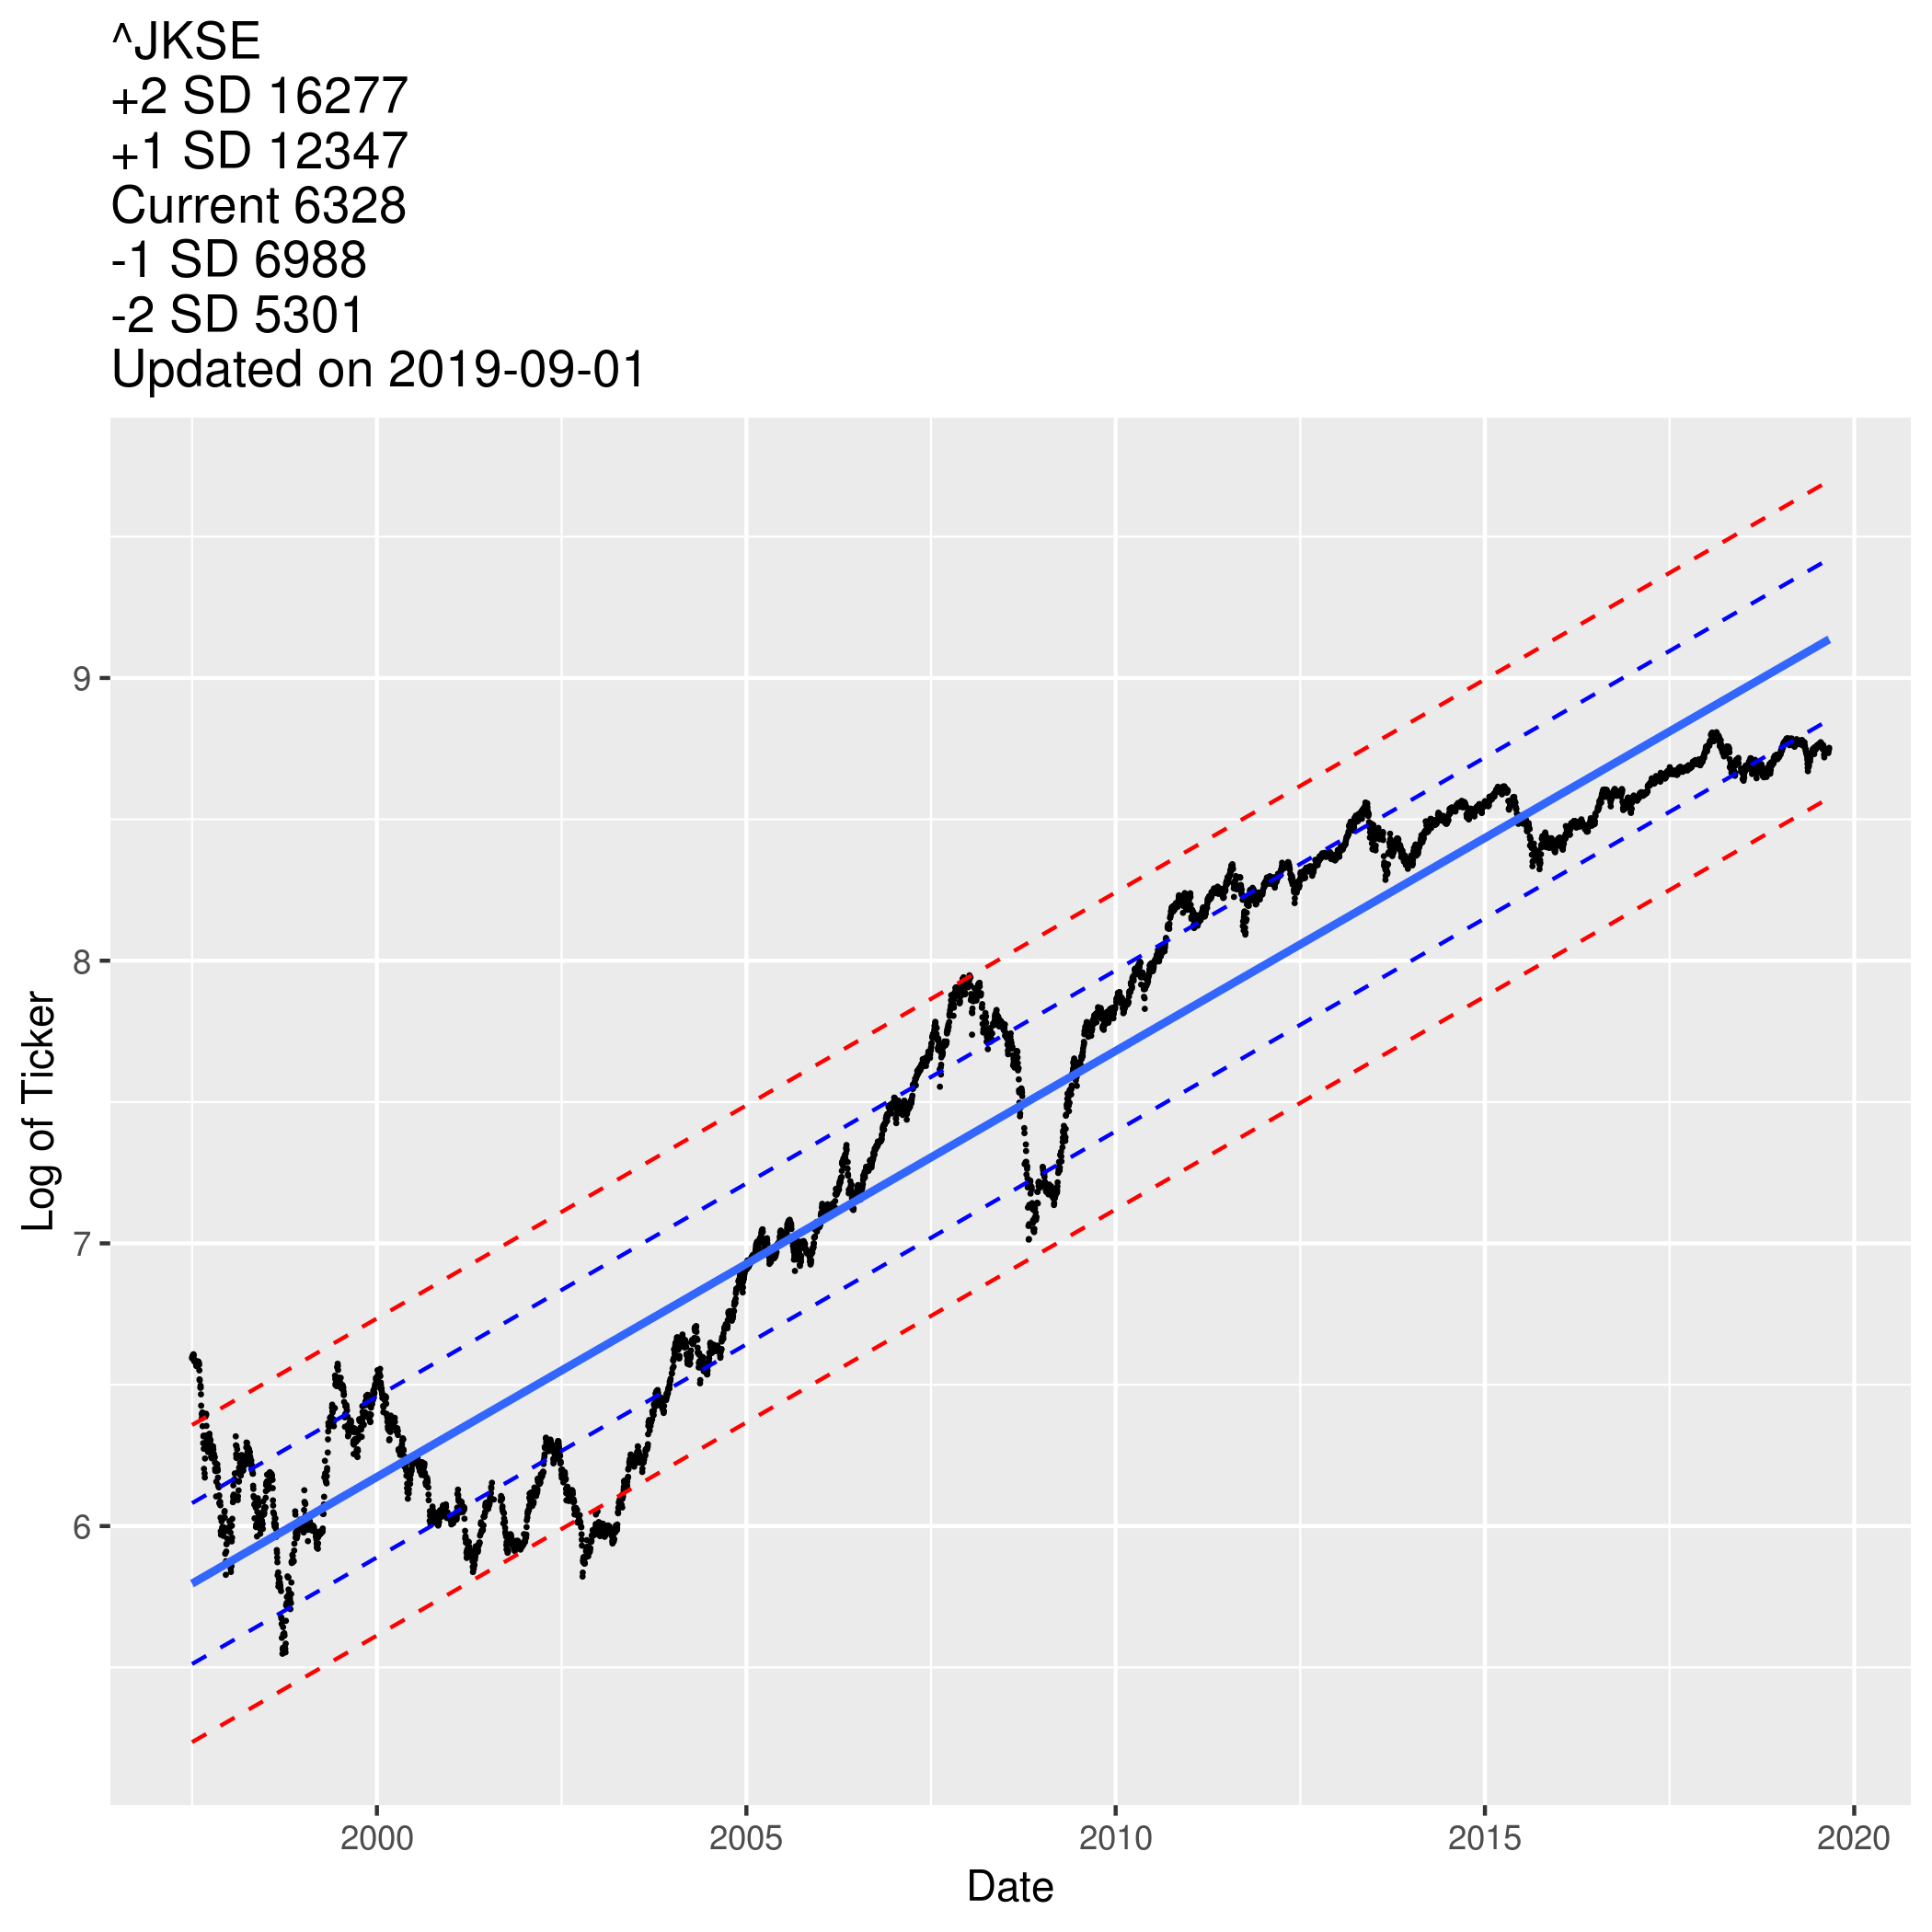 ^JKSE
+2 SD 16277
+1 SD 12347
Current 6328
-1 SD 6988
-2 SD 5301
Updated on 2019-09-01
9
8
7
6
Log of Ticker
2000
2005
2010
2015
2020
Date